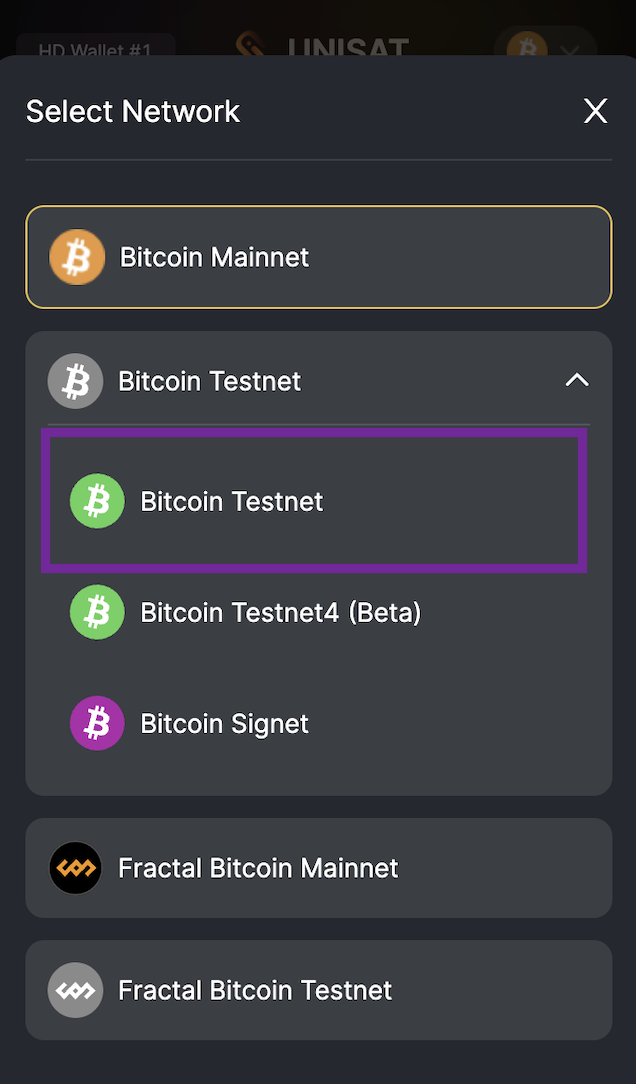 HD Wallet #1
UNISAT
Select Network
X
Bitcoin Mainnet
Bitcoin Testnet
Bitcoin Testnet
Bitcoin Testnet4 (Beta)
Bitcoin Signet
Fractal Bitcoin Mainnet
Fractal Bitcoin Testnet